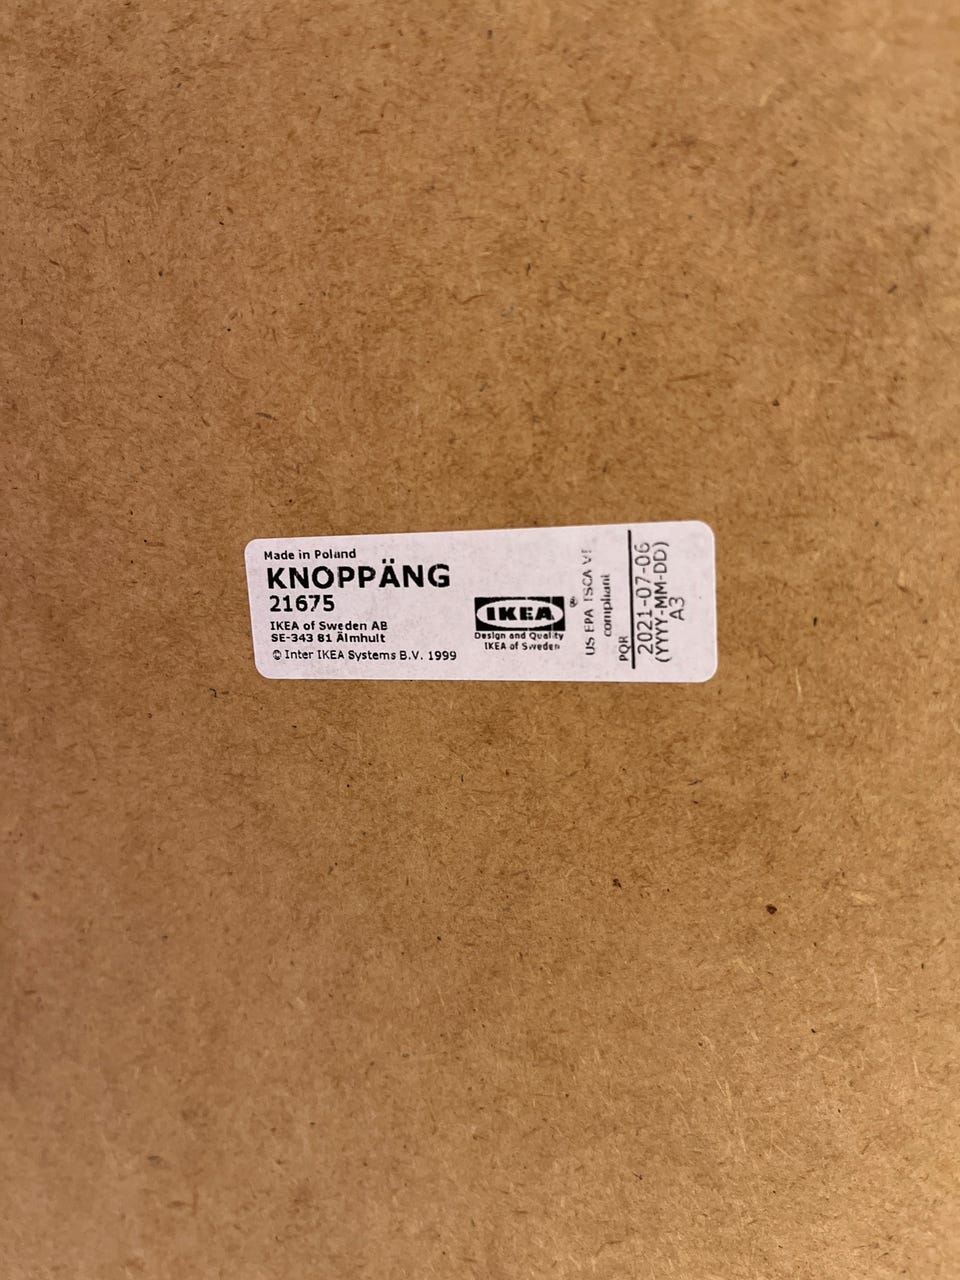 Made in Poland
KNOPPÄNG
21675
IKEA of Sweden AB
SE-343 81 Älmhult
© Inter IKEA Systems B.V. 1999
IKEA®
Design and Quality
IKEA of Sweden
US EPA TSCA VI
compliant
PQR
2021-07-06
(YYYY-MM-DD)
A3